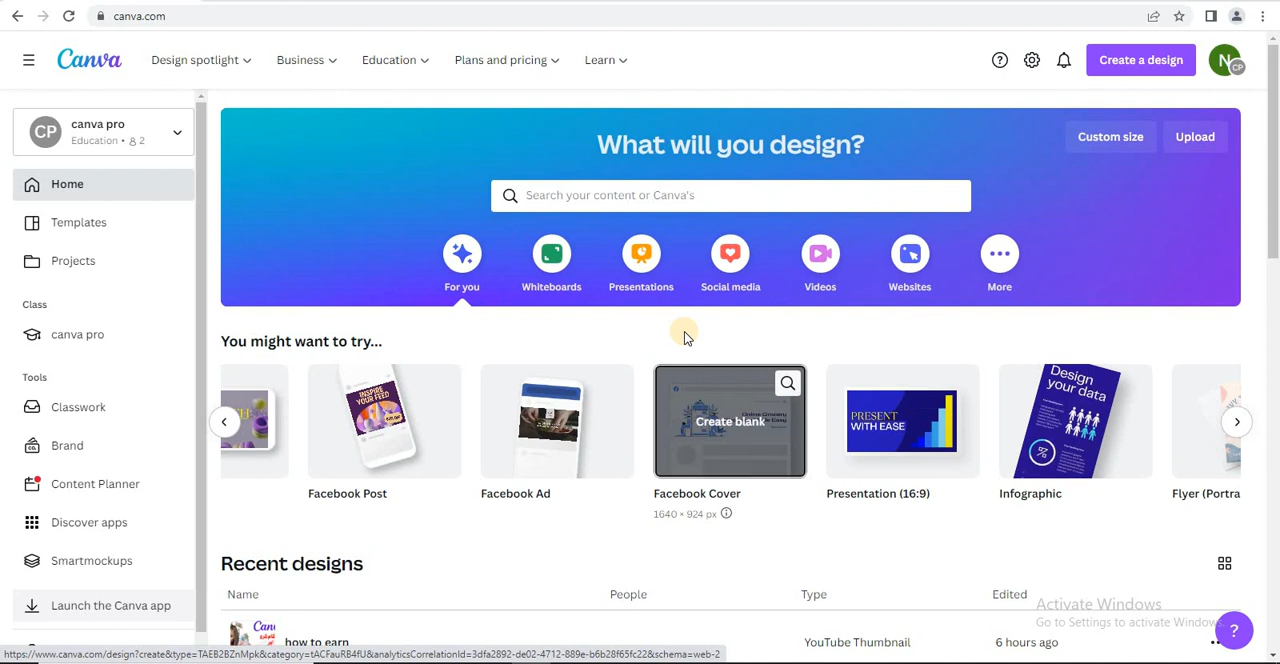 canva.com
Canva
Design spotlight
Business
Education
Plans and pricing
Learn
Create a design
N
CP
CP
canva pro
Education • 2
Home
Templates
Projects
Class
canva pro
Tools
Classwork
Brand
Content Planner
Discover apps
Smartmockups
Launch the Canva app
What will you design?
Custom size
Upload
Search your content or Canva's
For you
Whiteboards
Presentations
Social media
Videos
Websites
More
You might want to try...
INSPIRE YOUR FEED
Create blank
PRESENT
WITH EASE
Design
your data
Facebook Post
Facebook Ad
Facebook Cover
1640 × 924 px
Presentation (16:9)
Infographic
Flyer (Portra
Recent designs
Name
People
Type
Edited
how to earn
YouTube Thumbnail
6 hours ago
Activate Windows
Go to Settings to activate Windows.
https://www.canva.com/design?create&type=TAEB2BZnMpk&category=tACFauRB4fU&analyticsCorrelationId=3dfa2892-de02-4712-889e-b6b28f65fc22&schema=web-2